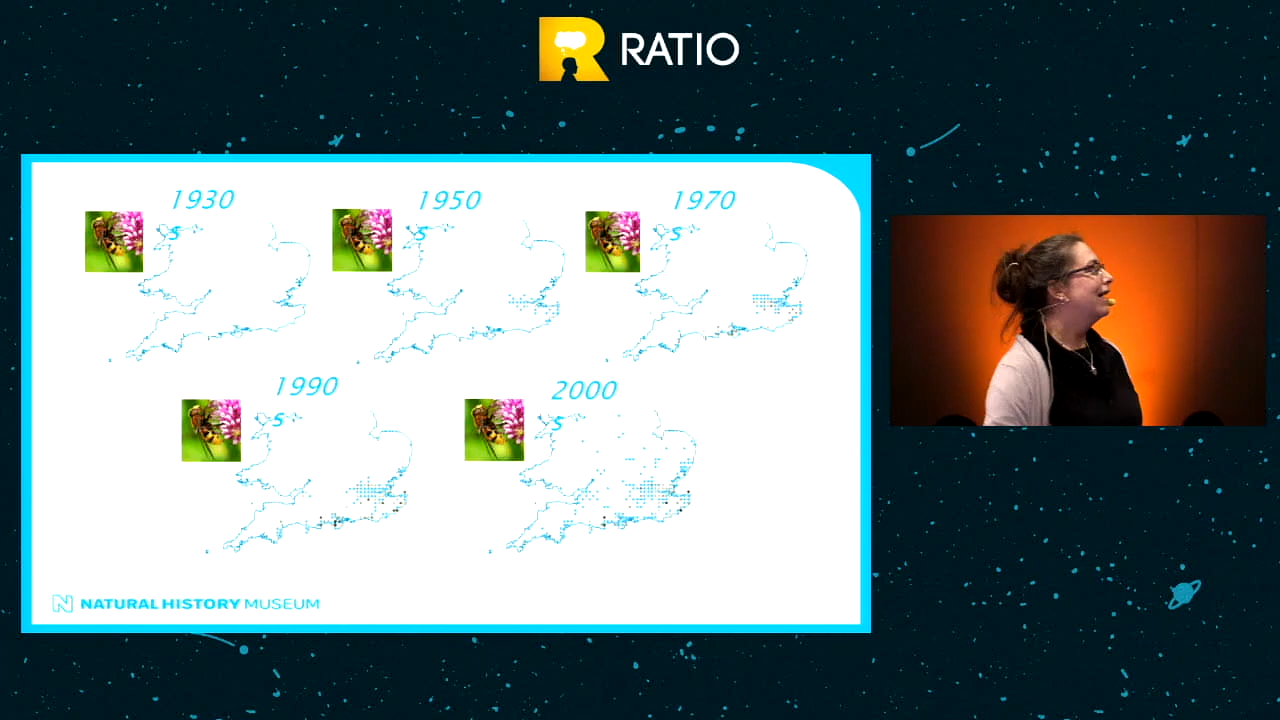 RATIO
1930
s
1950
s
1970
s
1990
s
2000
s
NATURAL HISTORY MUSEUM